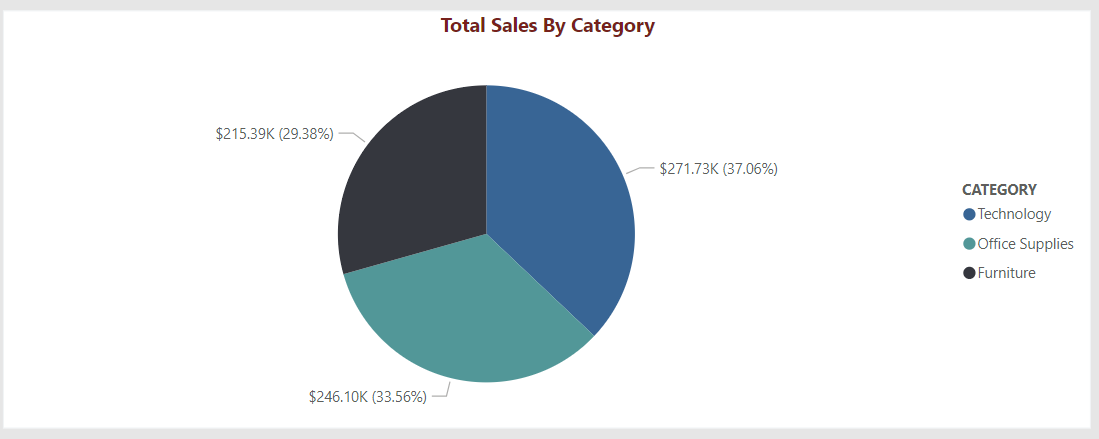 Total Sales By Category
$215.39K (29.38%)
$271.73K (37.06%)
$246.10K (33.56%)
CATEGORY
Technology
Office Supplies
Furniture